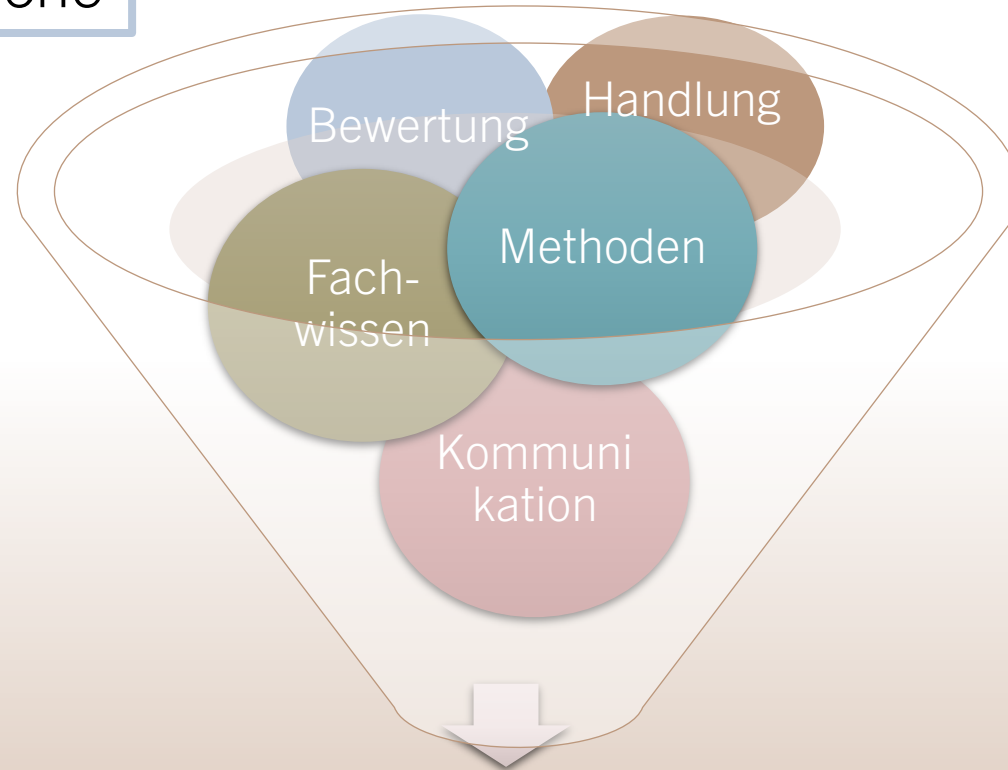 Handlung
Bewertung
Methoden
Fach-
wissen
Kommuni
kation